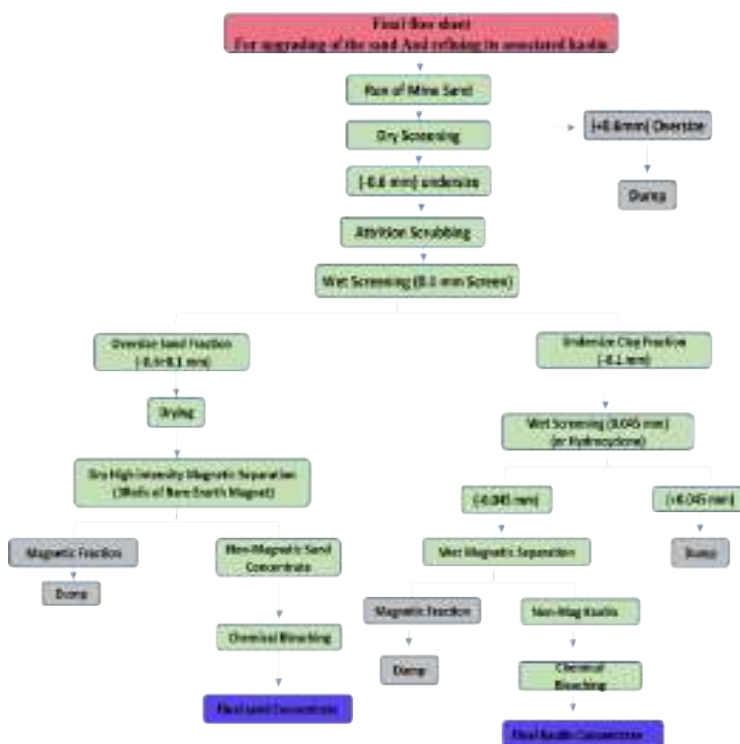 Final flow sheet
For upgrading of the sand And refining its associated kaolin
Run of Mine Sand
Dry Screening
(+0.6mm) Oversize
Dump
(-0.6 mm) undersize
Attrition Scrubbing
Wet Screening (0.1 mm Screen)
Oversize Sand Fraction
(-0.6+0.1 mm)
Undersize Clay Fraction
(-0.1 mm)
Drying
Wet Screening (0.045 mm)
(or Hydrocyclone)
Dry High Intensity Magnetic Separation
(3Rolls of Rare Enarth Magnet)
(-0.045 mm)
(+0.045 mm)
Magnetic Fraction
Dump
Non-Magnetic Sand
Concentrate
Wet Magnetic Separation
Dump
Magnetic Fraction
Dump
Non-Mag Kaolin
Chemical Bleaching
Chemical
Bleaching
Final sand Concentrate
Final Kaolin Concentrate